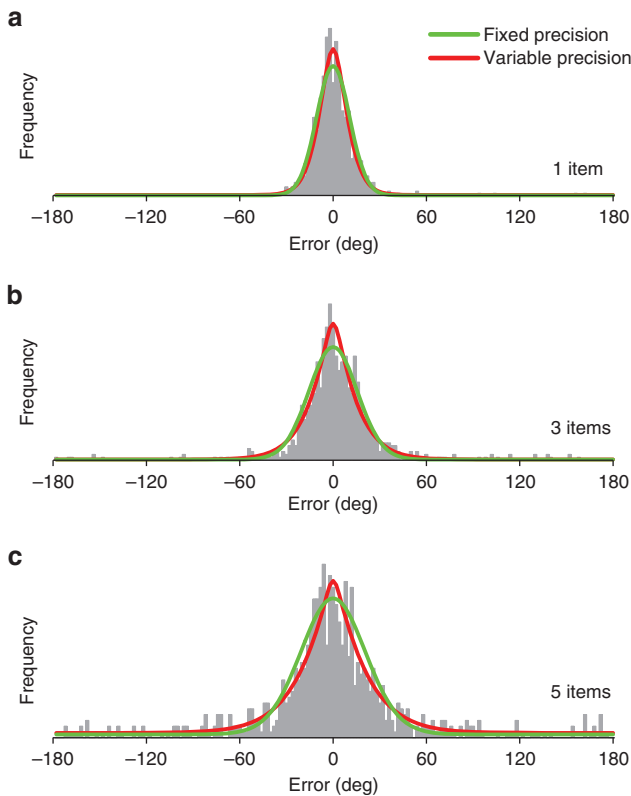 a
Fixed precision
Variable precision
Frequency
1 item
–180 –120 –60 0 60 120 180
Error (deg)
b
Frequency
3 items
–180 –120 –60 0 60 120 180
Error (deg)
c
Frequency
5 items
–180 –120 –60 0 60 120 180
Error (deg)